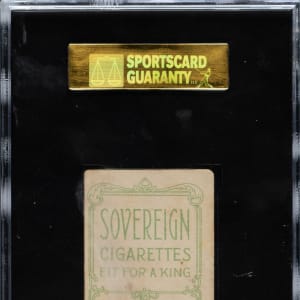 SPORTSCARD
GUARANTY
SOVEREIGN
CIGARETTES
FIT FOR A KING